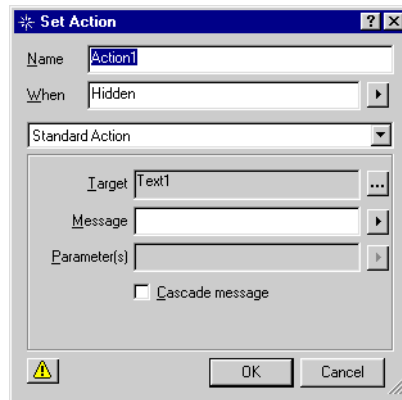 Set Action
Name Action1
When Hidden
Standard Action
Target Text1 ...
Message
Parameter(s)
Cascade message
OK Cancel